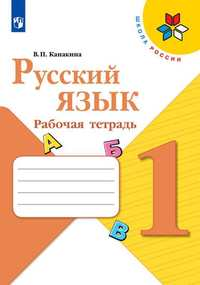 ШКОЛА РОССИИ
В.П. Канакина
Русский
язык
Рабочая тетрадь
А
Б
В
1